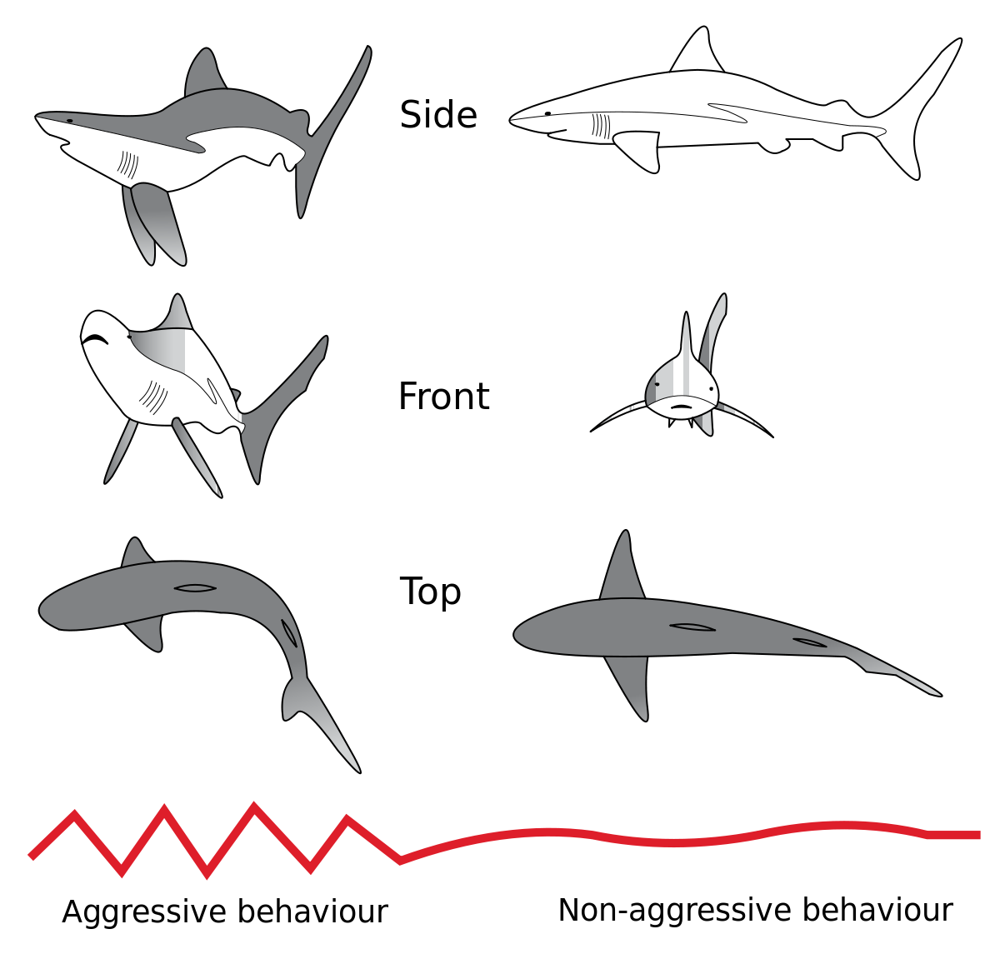 Side
Front
Top
Aggressive behaviour
Non-aggressive behaviour